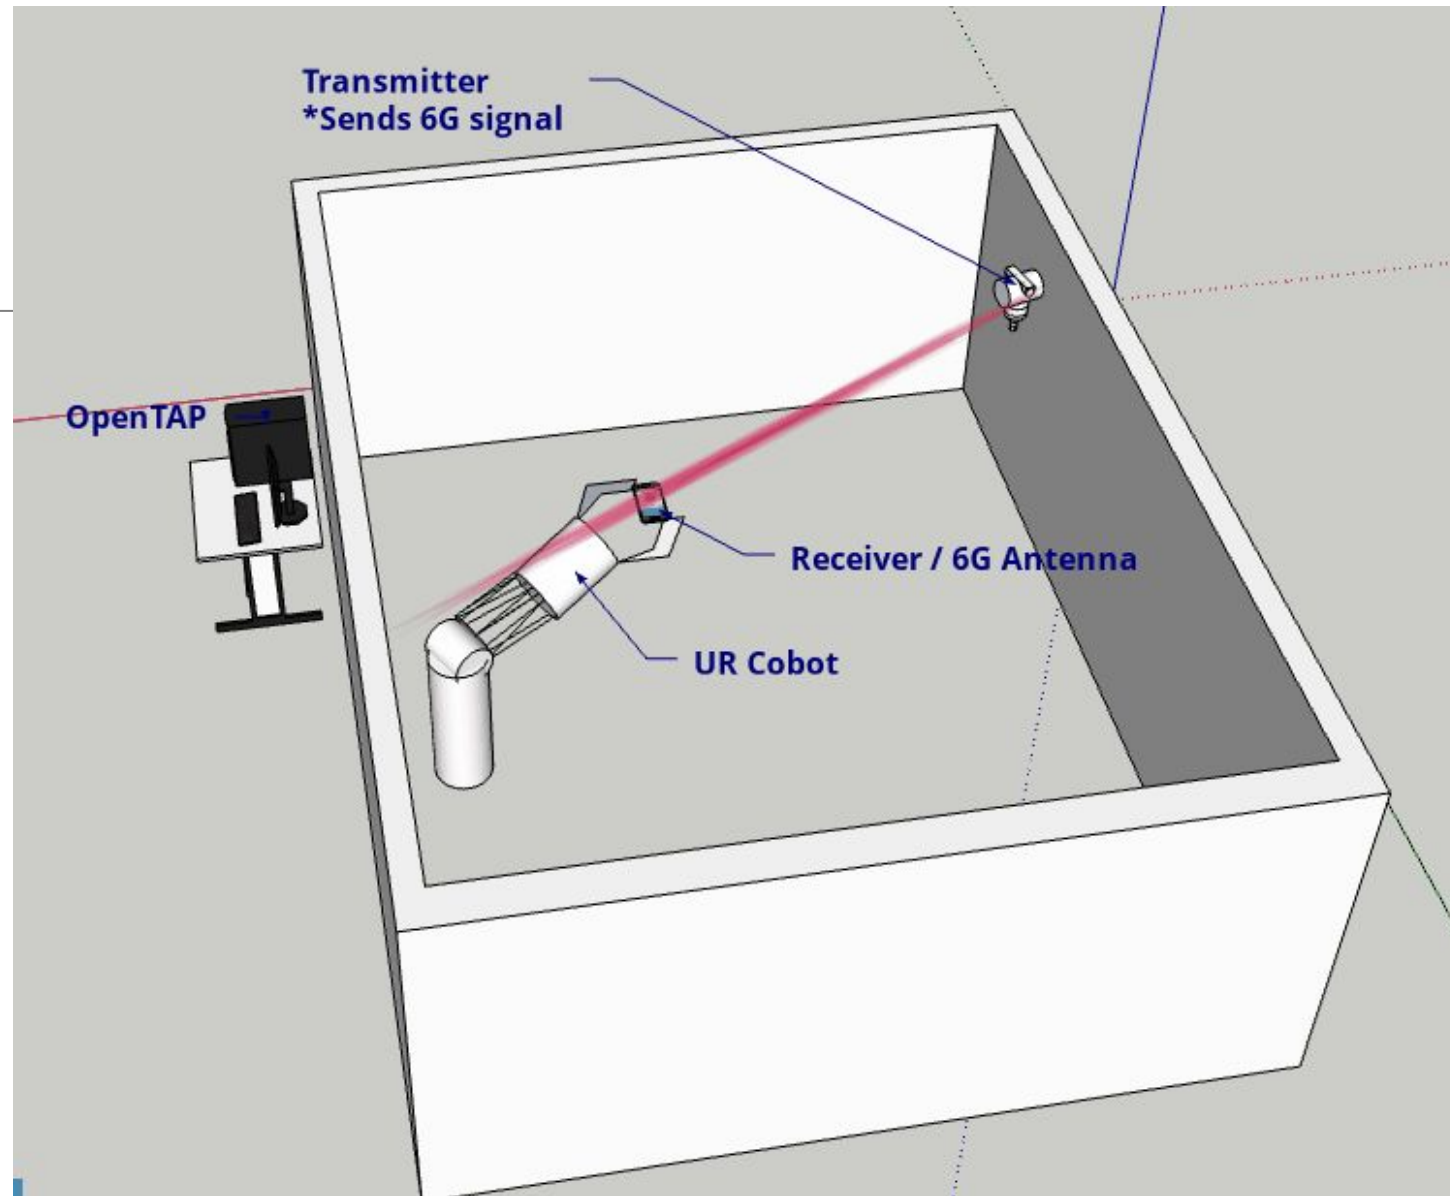 Transmitter
*Sends 6G signal
OpenTAP
Receiver / 6G Antenna
UR Cobot